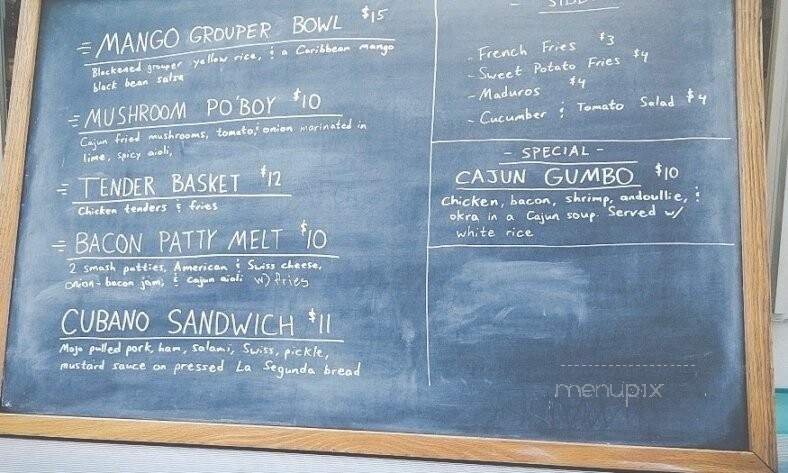 MANGO GROUPER BOWL $15
Blackened grouper, yellow rice, & a Caribbean mango
black bean salsa
MUSHROOM PO'BOY $10
Cajun fried mushrooms, tomato, onion marinated in
lime, spicy aioli,
TENDER BASKET $12
Chicken tenders & fries
BACON PATTY MELT $10
2 smash patties, American & Swiss cheese,
onion-bacon jam, & cajun aioli w) fries
CUBANO SANDWICH $11
Mojo pulled pork, ham, salami, Swiss, pickle,
mustard sauce on pressed La Segunda bread
- SIDE
- French Fries $3
- Sweet Potato Fries $4
- Maduros $4
- Cucumber & Tomato Salad $4
- SPECIAL -
CAJUN GUMBO $10
Chicken, bacon, shrimp, andoullie, &
okra in a Cajun soup. Served w/
white rice
menupix